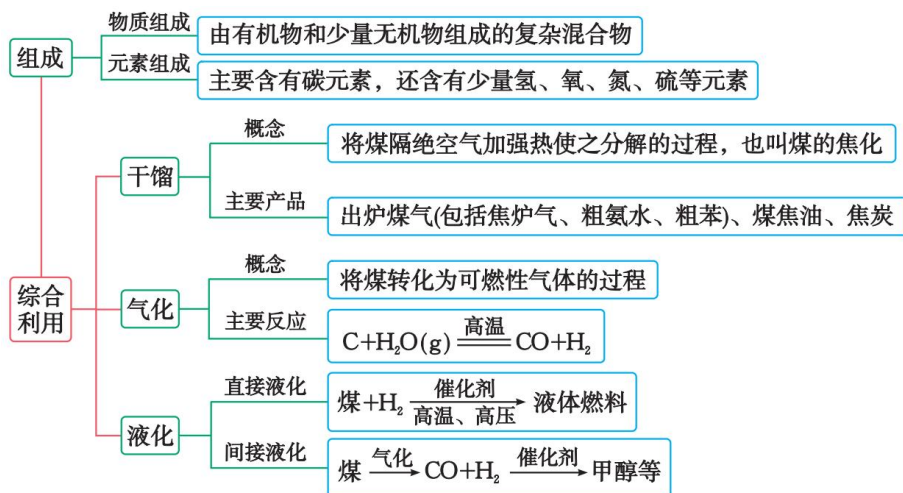 组成
物质组成
由有机物和少量无机物组成的复杂混合物
元素组成
主要含有碳元素，还含有少量氢、氧、氮、硫等元素
综合
利用
干馏
概念
将煤隔绝空气加强热使之分解的过程，也叫煤的焦化
主要产品
出炉煤气(包括焦炉气、粗氨水、粗苯)、煤焦油、焦炭
气化
概念
将煤转化为可燃性气体的过程
主要反应
C+H₂O(g) 高温 CO+H₂
液化
直接液化
煤+H₂ 催化剂 高温、高压 → 液体燃料
间接液化
煤 气化 → CO+H₂ 催化剂 → 甲醇等